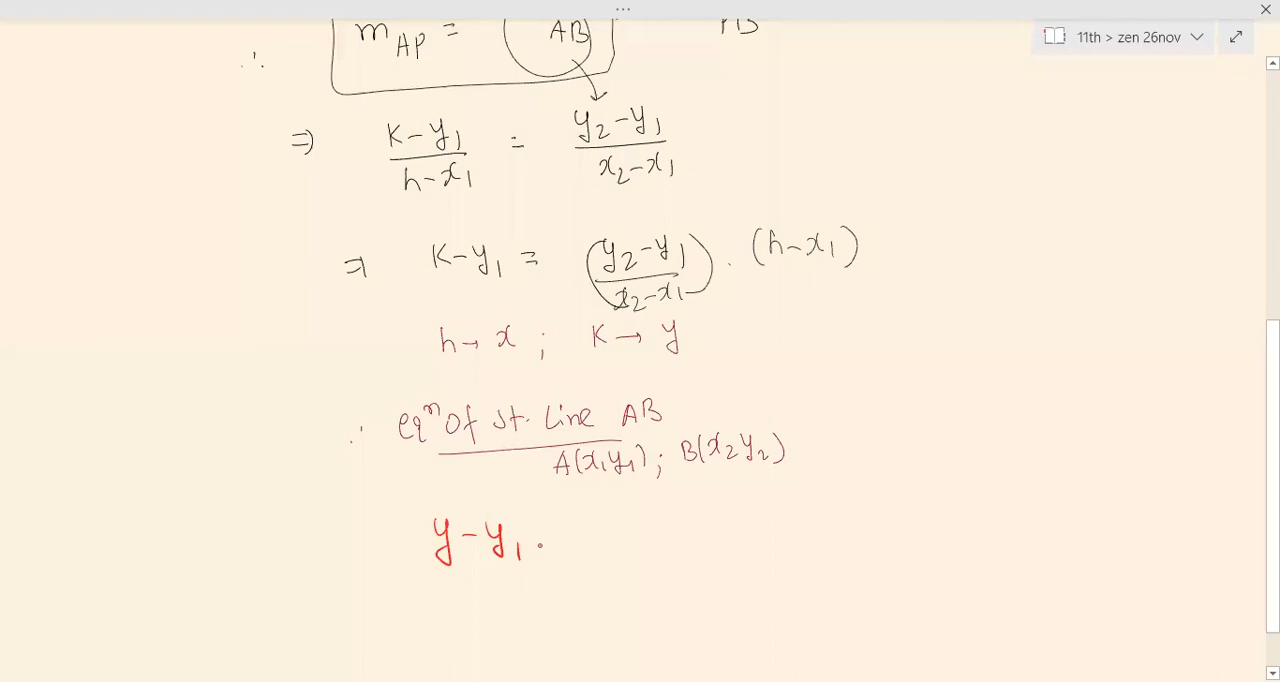 11th > zen 26nov
∴ m_AP = AB
⇒ K-y₁/h-x₁ = y₂-y₁/x₂-x₁
⇒ K-y₁ = (y₂-y₁/x₂-x₁) · (h-x₁)
h→x ; K→y
∴ eqⁿ Of st. Line AB
A(x₁y₁); B(x₂y₂)
y-y₁